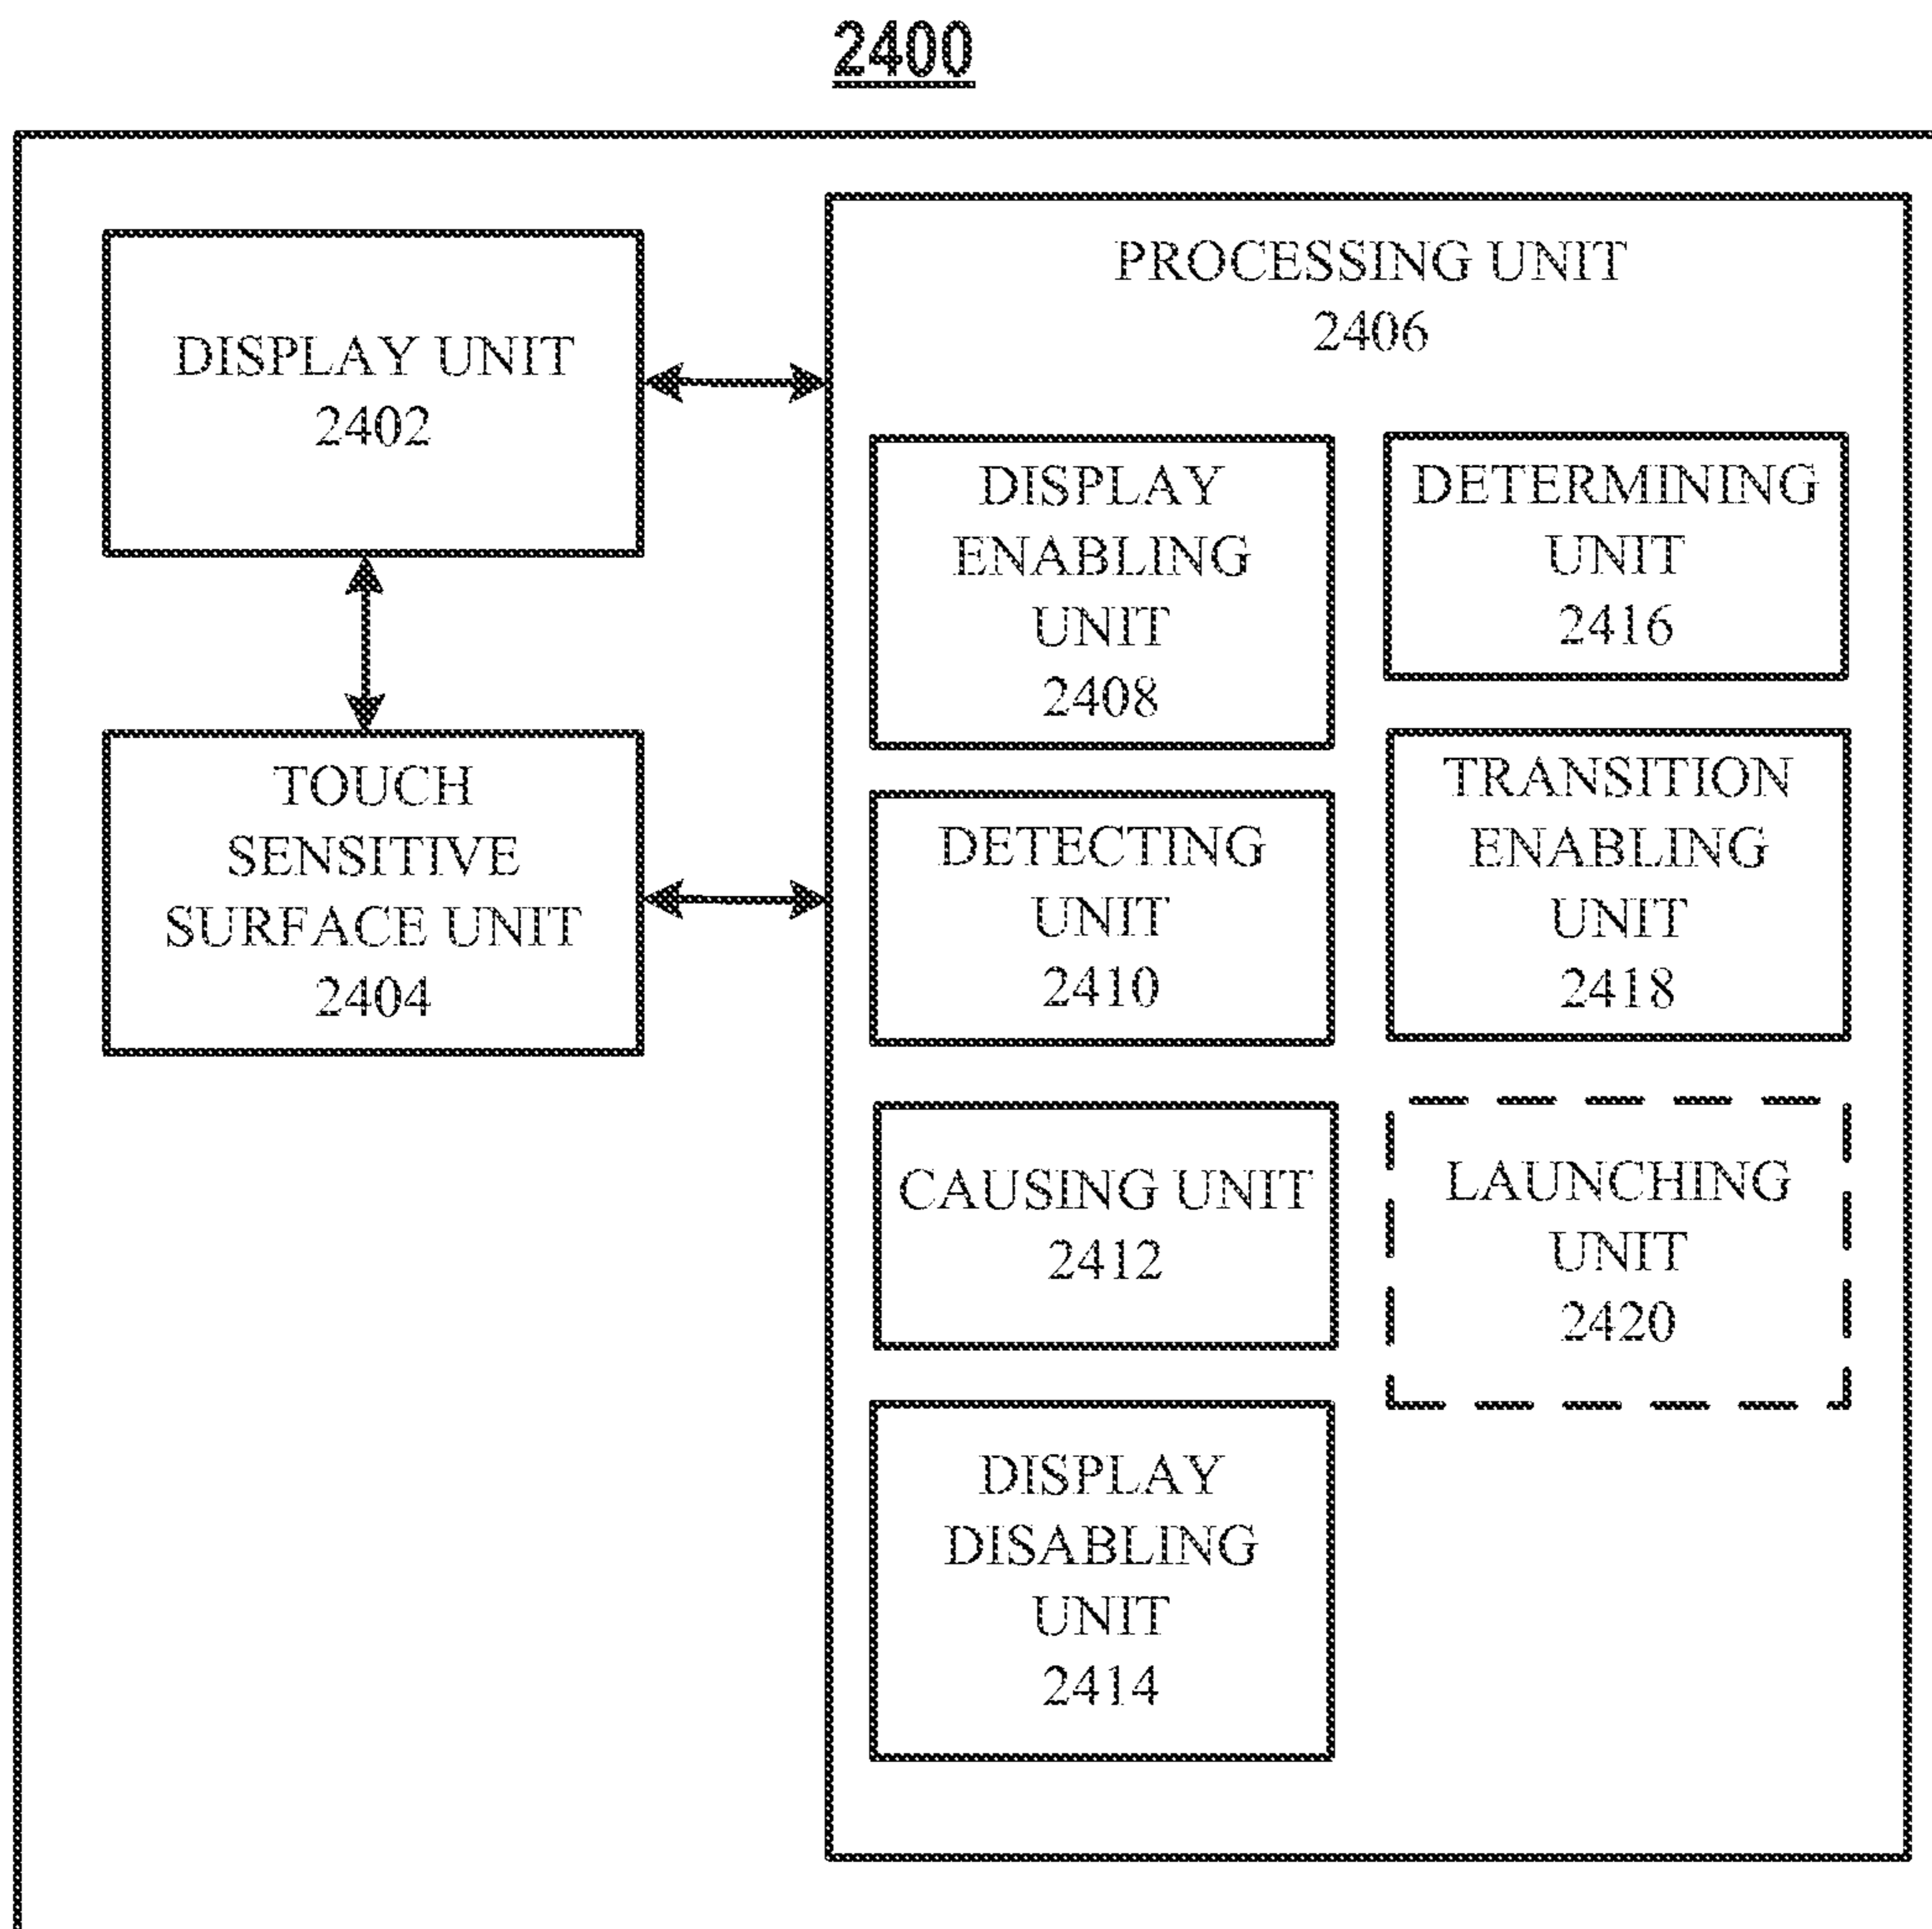 2400
DISPLAY UNIT
2402
TOUCH
SENSITIVE
SURFACE UNIT
2404
PROCESSING UNIT
2406
DISPLAY
ENABLING
UNIT
2408
DETECTING
UNIT
2410
CAUSING UNIT
2412
DISPLAY
DISABLING
UNIT
2414
DETERMINING
UNIT
2416
TRANSITION
ENABLING
UNIT
2418
LAUNCHING
UNIT
2420